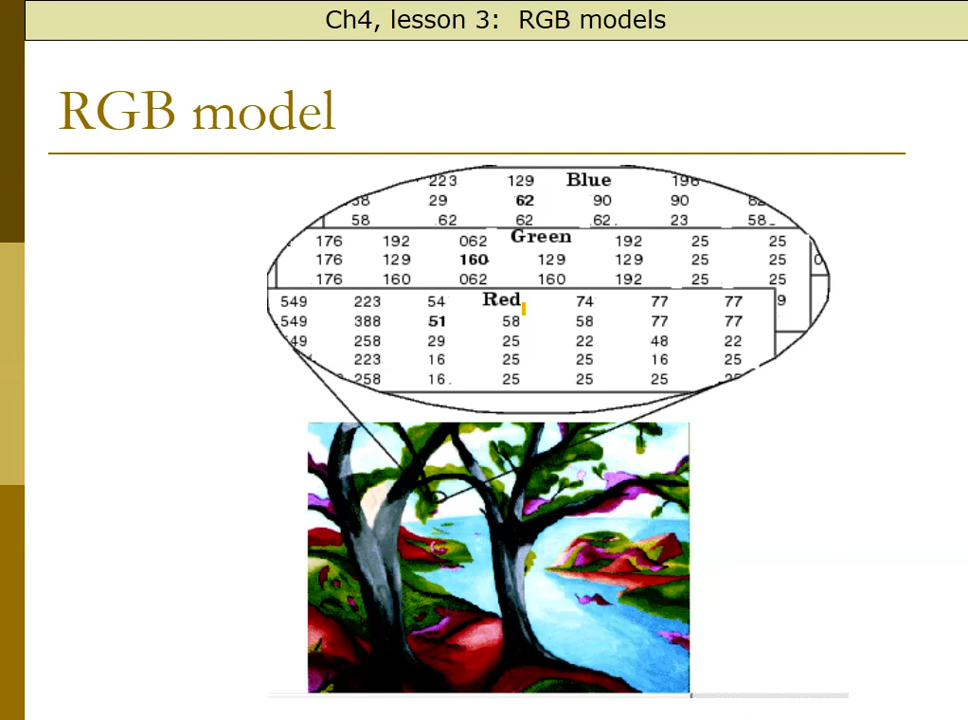 Ch4, lesson 3:  RGB models
RGB model
223 129 Blue 196
58 29 62 90 90
58 62 62 62. 23 58
176 192 062 Green 192 25 25
176 129 160 129 129 25 25
176 160 062 160 192 25 25
549 223 54 Red 74 77 77 9
549 388 51 58 58 77 77
49 258 29 25 22 48 22
223 16 25 25 16 25
258 16. 25 25 25